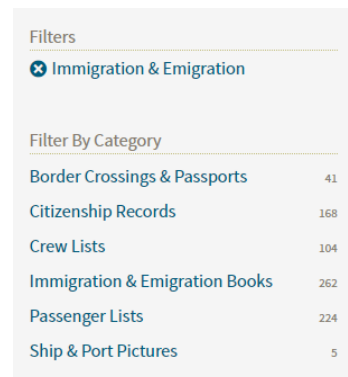 Filters
Immigration & Emigration
Filter By Category
Border Crossings & Passports 41
Citizenship Records 168
Crew Lists 104
Immigration & Emigration Books 262
Passenger Lists 224
Ship & Port Pictures 5